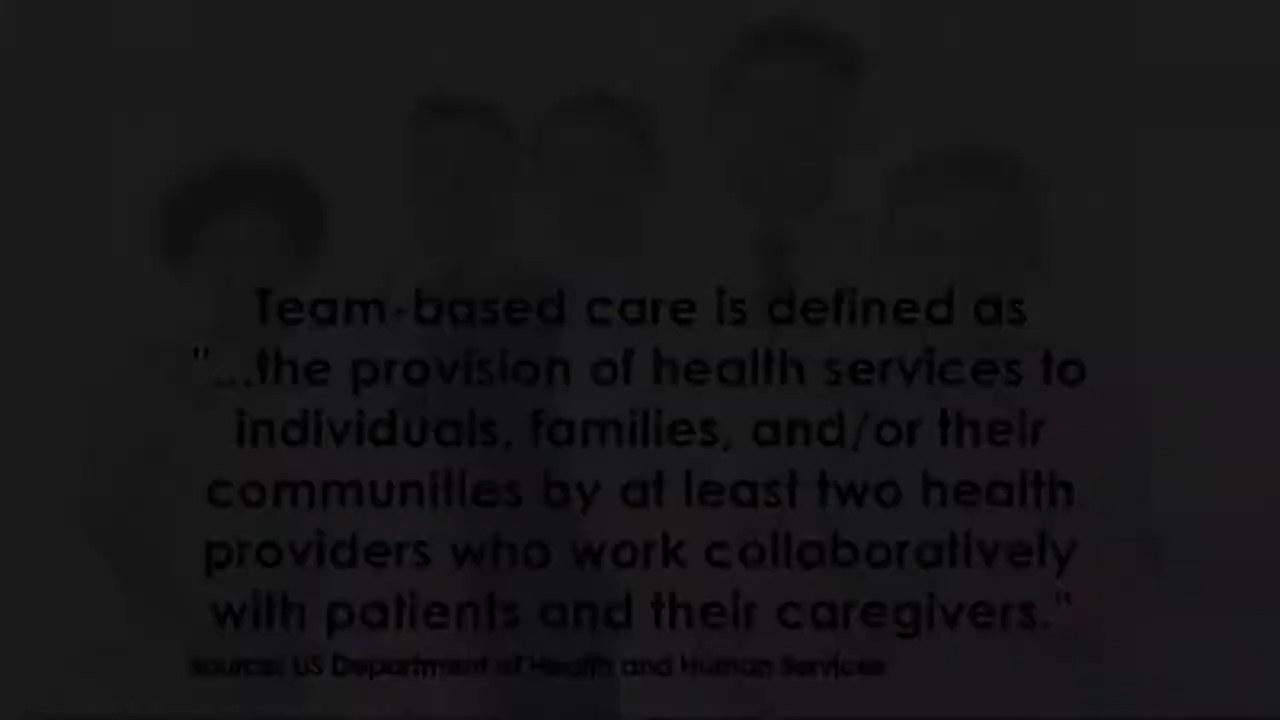 Team-based care is defined as
"...the provision of health services to
individuals, families, and/or their
communities by at least two health
providers who work collaboratively
with patients and their caregivers."
source: US Department of Health and Human Services